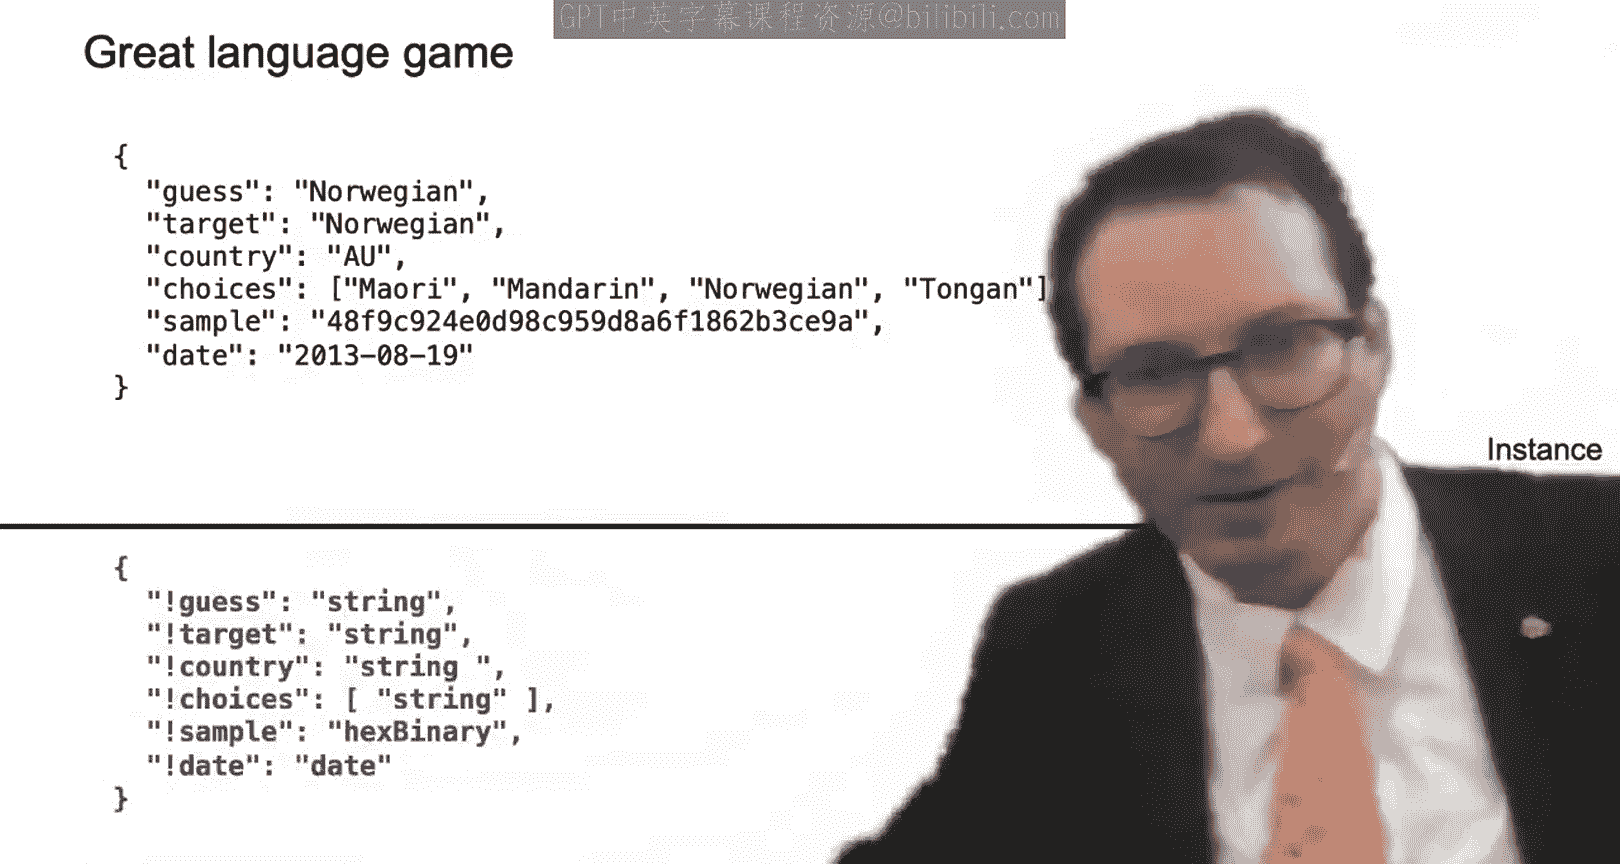 GPT中英字幕课程资源@bilibili.com
Great language game
{
"guess": "Norwegian",
"target": "Norwegian",
"country": "AU",
"choices": ["Maori", "Mandarin", "Norwegian", "Tongan"]
"sample": "48f9c924e0d98c959d8a6f1862b3ce9a",
"date": "2013-08-19"
}
Instance
{
"!guess": "string",
"!target": "string",
"!country": "string ",
"!choices": [ "string" ],
"!sample": "hexBinary",
"!date": "date"
}